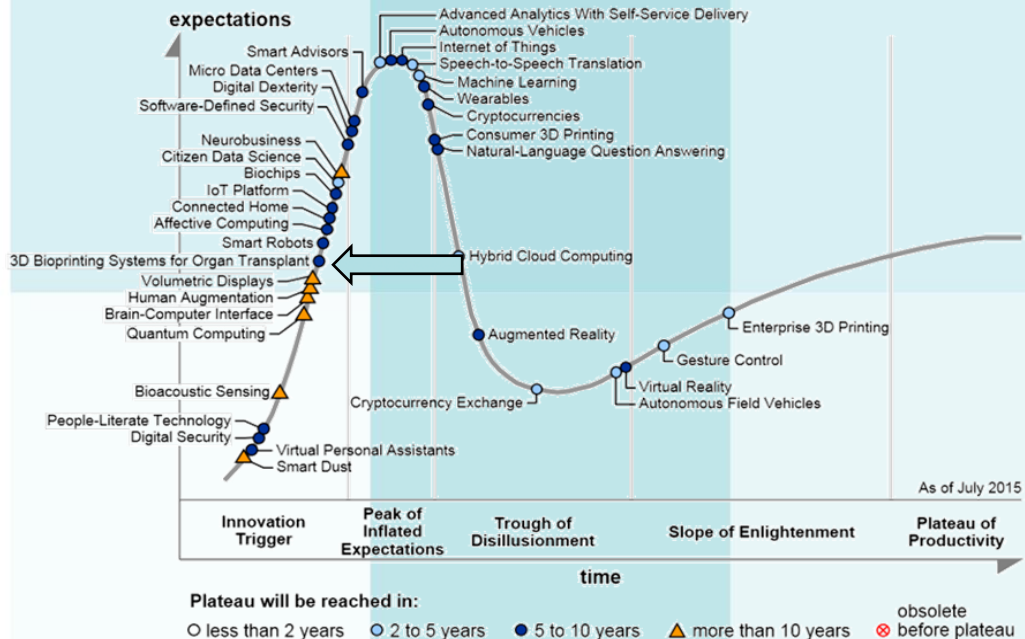 expectations
Advanced Analytics With Self-Service Delivery
Autonomous Vehicles
Internet of Things
Speech-to-Speech Translation
Machine Learning
Wearables
Cryptocurrencies
Consumer 3D Printing
Natural-Language Question Answering
Smart Advisors
Micro Data Centers
Digital Dexterity
Software-Defined Security
Neurobusiness
Citizen Data Science
Biochips
IoT Platform
Connected Home
Affective Computing
Smart Robots
3D Bioprinting Systems for Organ Transplant
Volumetric Displays
Human Augmentation
Brain-Computer Interface
Quantum Computing
Bioacoustic Sensing
People-Literate Technology
Digital Security
Virtual Personal Assistants
Smart Dust
Hybrid Cloud Computing
Augmented Reality
Cryptocurrency Exchange
Enterprise 3D Printing
Gesture Control
Virtual Reality
Autonomous Field Vehicles
As of July 2015
Innovation
Trigger
Peak of
Inflated
Expectations
Trough of
Disillusionment
Slope of Enlightenment
Plateau of
Productivity
time
Plateau will be reached in:
less than 2 years
2 to 5 years
5 to 10 years
more than 10 years
obsolete
before plateau